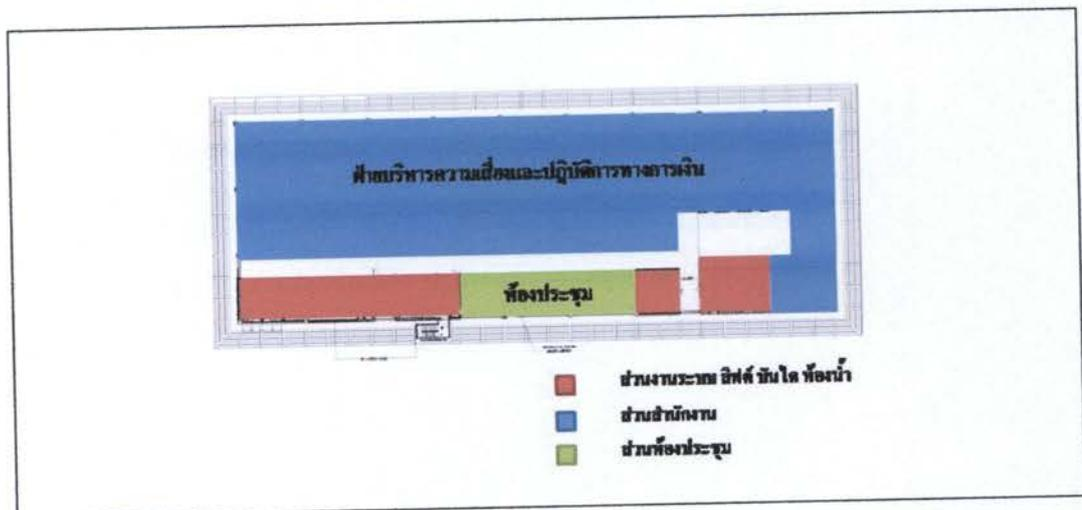 ฝ่ายบริหารความเสี่ยงและปฏิบัติการทางการเงิน
ห้องประชุม
ส่วนงานระบบ ลิฟต์ บันได ห้องน้ำ
ส่วนสำนักงาน
ส่วนห้องประชุม